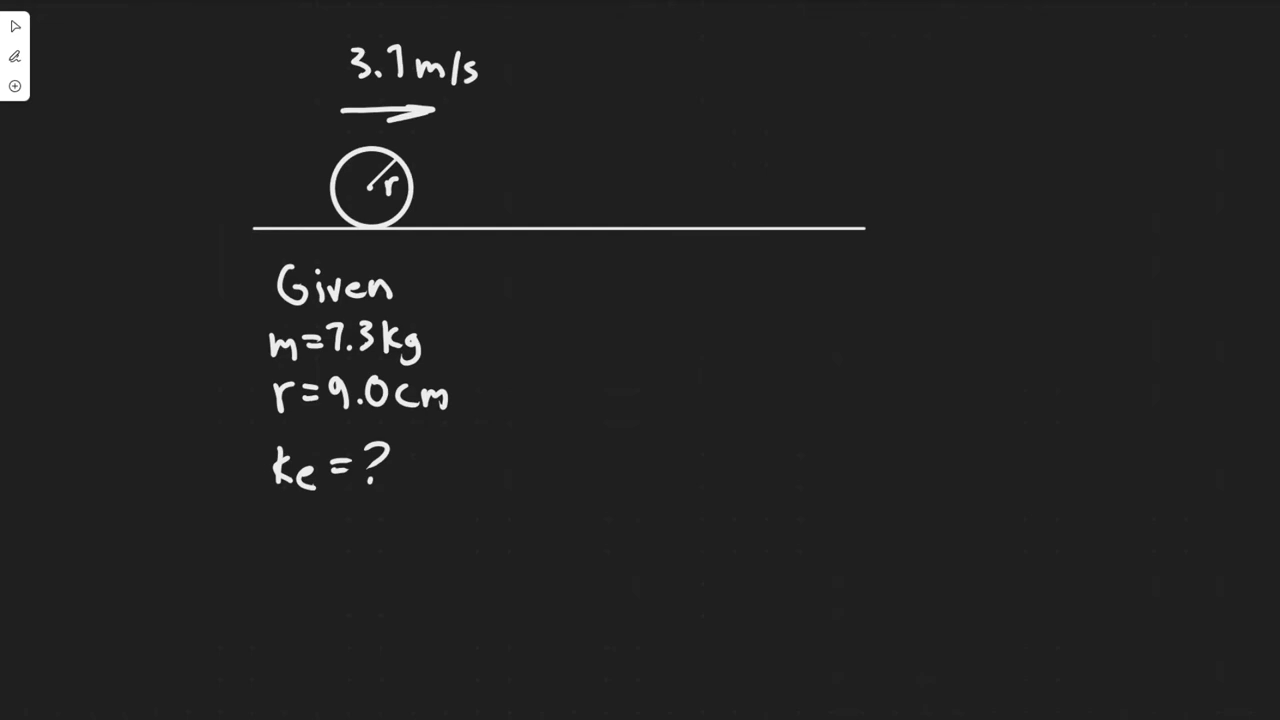 3.7m/s
r
Given
m=7.3kg
r=9.0cm
ke=?